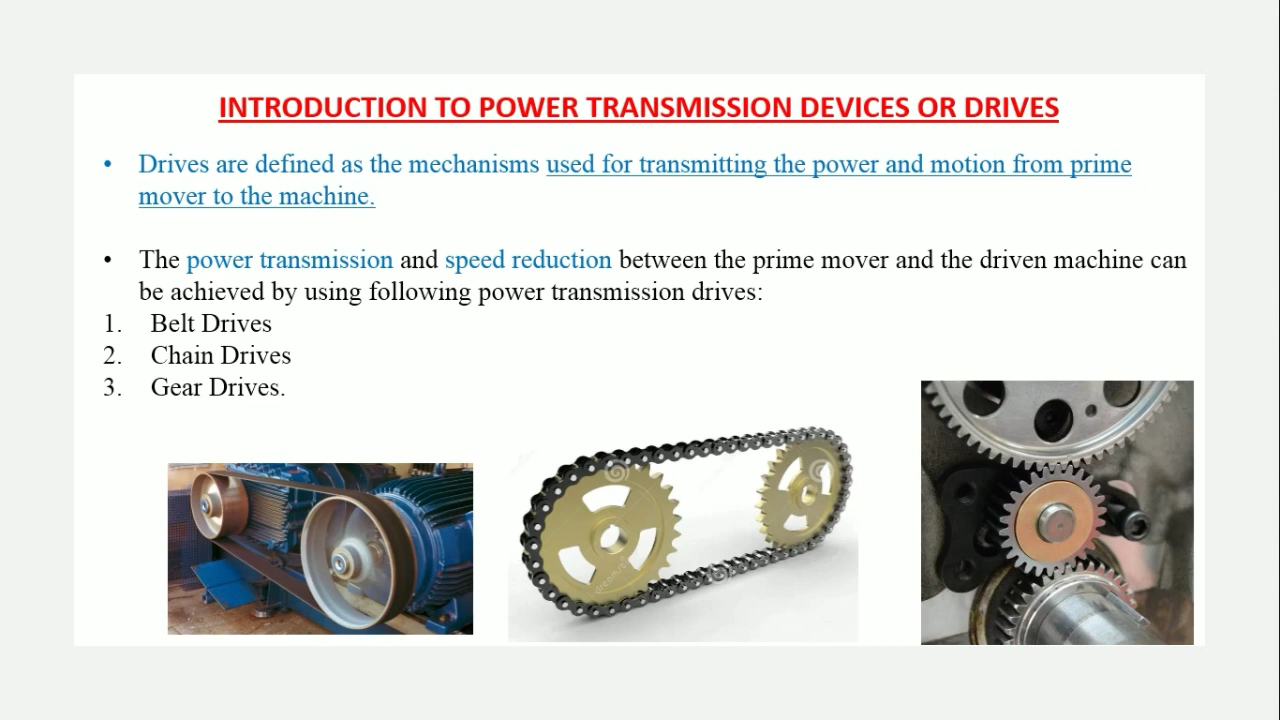 INTRODUCTION TO POWER TRANSMISSION DEVICES OR DRIVES
• Drives are defined as the mechanisms used for transmitting the power and motion from prime
mover to the machine.
• The power transmission and speed reduction between the prime mover and the driven machine can
be achieved by using following power transmission drives:
1. Belt Drives
2. Chain Drives
3. Gear Drives.